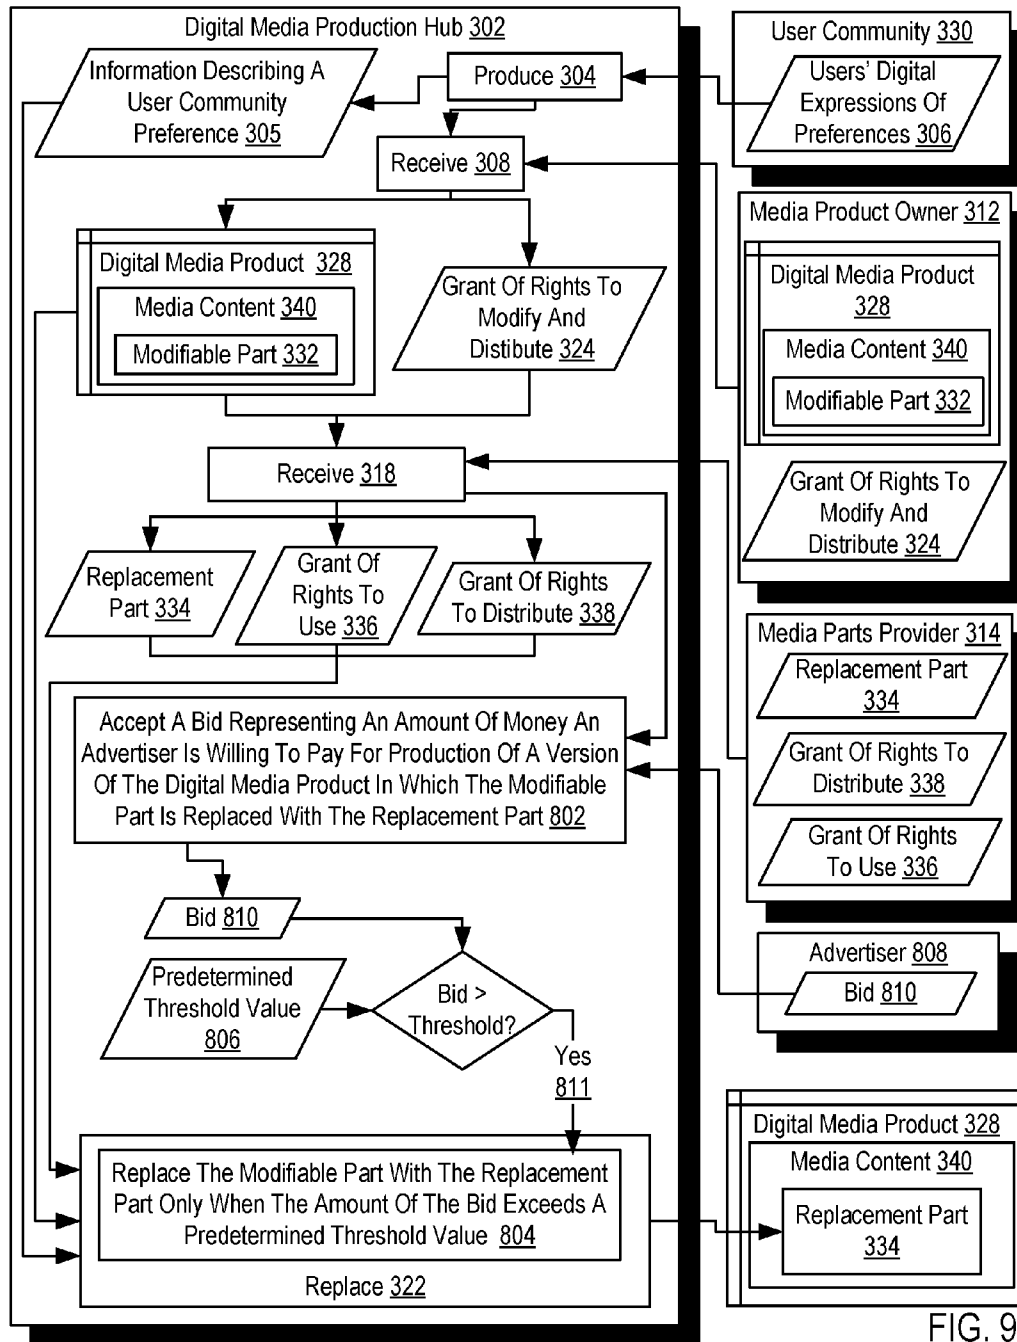 Digital Media Production Hub 302
Information Describing A
User Community
Preference 305
Produce 304
Receive 308
Digital Media Product 328
Media Content 340
Modifiable Part 332
Grant Of Rights To
Modify And
Distibute 324
Receive 318
Replacement
Part 334
Grant Of
Rights To
Use 336
Grant Of Rights
To Distribute 338
Accept A Bid Representing An Amount Of Money An
Advertiser Is Willing To Pay For Production Of A Version
Of The Digital Media Product In Which The Modifiable
Part Is Replaced With The Replacement Part 802
Bid 810
Predetermined
Threshold Value
806
Bid >
Threshold?
Yes
811
Replace The Modifiable Part With The Replacement
Part Only When The Amount Of The Bid Exceeds A
Predetermined Threshold Value 804
Replace 322
User Community 330
Users' Digital
Expressions Of
Preferences 306
Media Product Owner 312
Digital Media Product
328
Media Content 340
Modifiable Part 332
Grant Of Rights To
Modify And
Distribute 324
Media Parts Provider 314
Replacement Part
334
Grant Of Rights To
Distribute 338
Grant Of Rights
To Use 336
Advertiser 808
Bid 810
Digital Media Product 328
Media Content 340
Replacement Part
334
FIG. 9